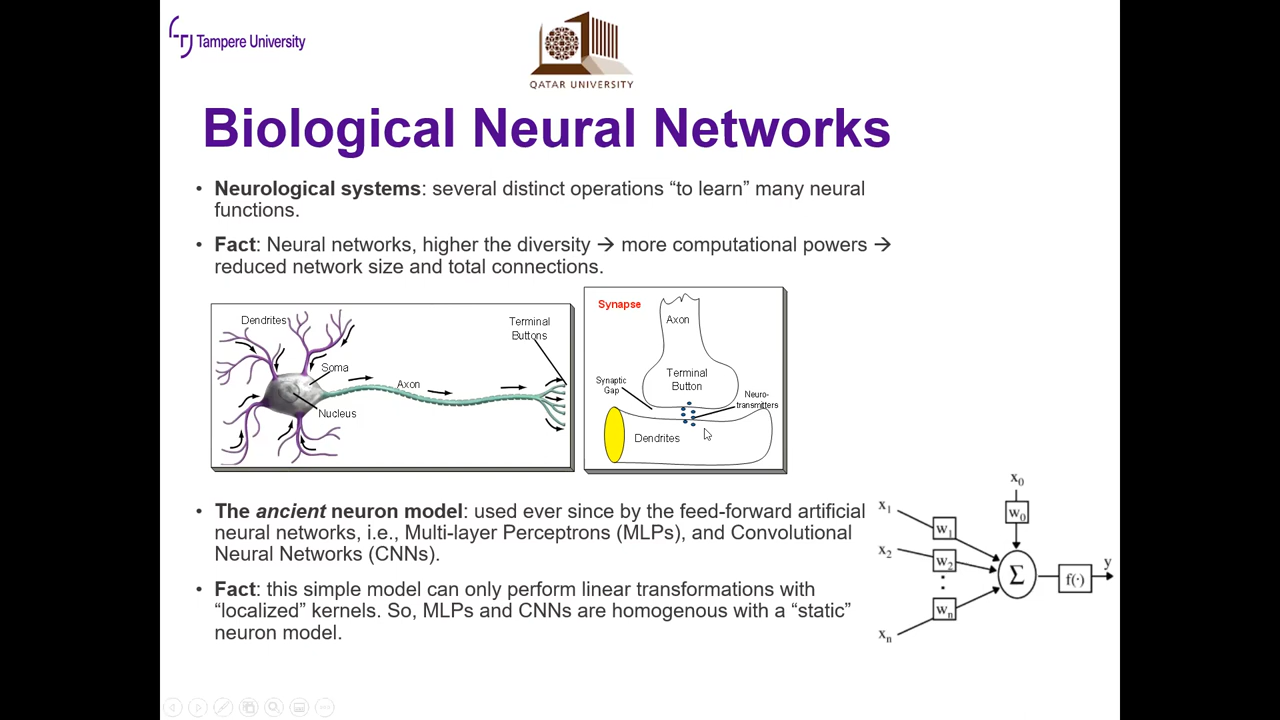 Tampere University
QATAR UNIVERSITY
Biological Neural Networks
• Neurological systems: several distinct operations “to learn” many neural
functions.
• Fact: Neural networks, higher the diversity → more computational powers →
reduced network size and total connections.
Dendrites
Soma
Nucleus
Axon
Terminal
Buttons
Synapse
Axon
Terminal
Button
Synaptic
Gap
Neuro-
transmitters
Dendrites
• The ancient neuron model: used ever since by the feed-forward artificial
neural networks, i.e., Multi-layer Perceptrons (MLPs), and Convolutional
Neural Networks (CNNs).
• Fact: this simple model can only perform linear transformations with
“localized” kernels. So, MLPs and CNNs are homogenous with a “static”
neuron model.
x₀
w₀
x₁
w₁
x₂
w₂
⋮
wₙ
xₙ
Σ
f(·)
y